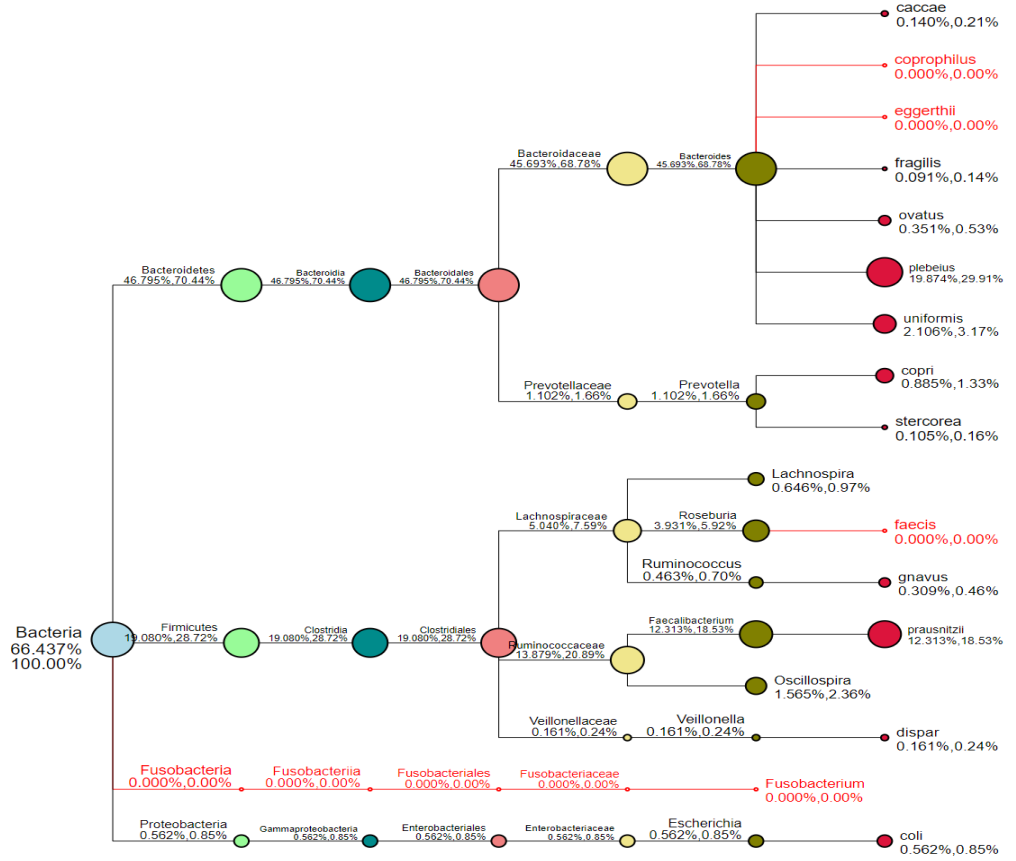 caccae
0.140%,0.21%
coprophilus
0.000%,0.00%
eggerthii
0.000%,0.00%
Bacteroidaceae
45.693%,68.78%
Bacteroides
45.693%,68.78%
fragilis
0.091%,0.14%
ovatus
0.351%,0.53%
Bacteroidetes
46.795%,70.44%
Bacteroidia
46.795%,70.44%
Bacteroidales
46.795%,70.44%
plebeius
19.874%,29.91%
uniformis
2.106%,3.17%
Prevotellaceae
1.102%,1.66%
Prevotella
1.102%,1.66%
copri
0.885%,1.33%
stercorea
0.105%,0.16%
Lachnospira
0.646%,0.97%
Lachnospiraceae
5.040%,7.59%
Roseburia
3.931%,5.92%
faecis
0.000%,0.00%
Ruminococcus
0.463%,0.70%
gnavus
0.309%,0.46%
Bacteria
66.437%
100.00%
Firmicutes
19.080%,28.72%
Clostridia
19.080%,28.72%
Clostridiales
19.080%,28.72%
Ruminococcaceae
13.879%,20.89%
Faecalibacterium
12.313%,18.53%
prausnitzii
12.313%,18.53%
Oscillospira
1.565%,2.36%
Veillonellaceae
0.161%,0.24%
Veillonella
0.161%,0.24%
dispar
0.161%,0.24%
Fusobacteria
0.000%,0.00%
Fusobacteriia
0.000%,0.00%
Fusobacteriales
0.000%,0.00%
Fusobacteriaceae
0.000%,0.00%
Fusobacterium
0.000%,0.00%
Proteobacteria
0.562%,0.85%
Gammaproteobacteria
0.562%,0.85%
Enterobacteriales
0.562%,0.85%
Enterobacteriaceae
0.562%,0.85%
Escherichia
0.562%,0.85%
coli
0.562%,0.85%